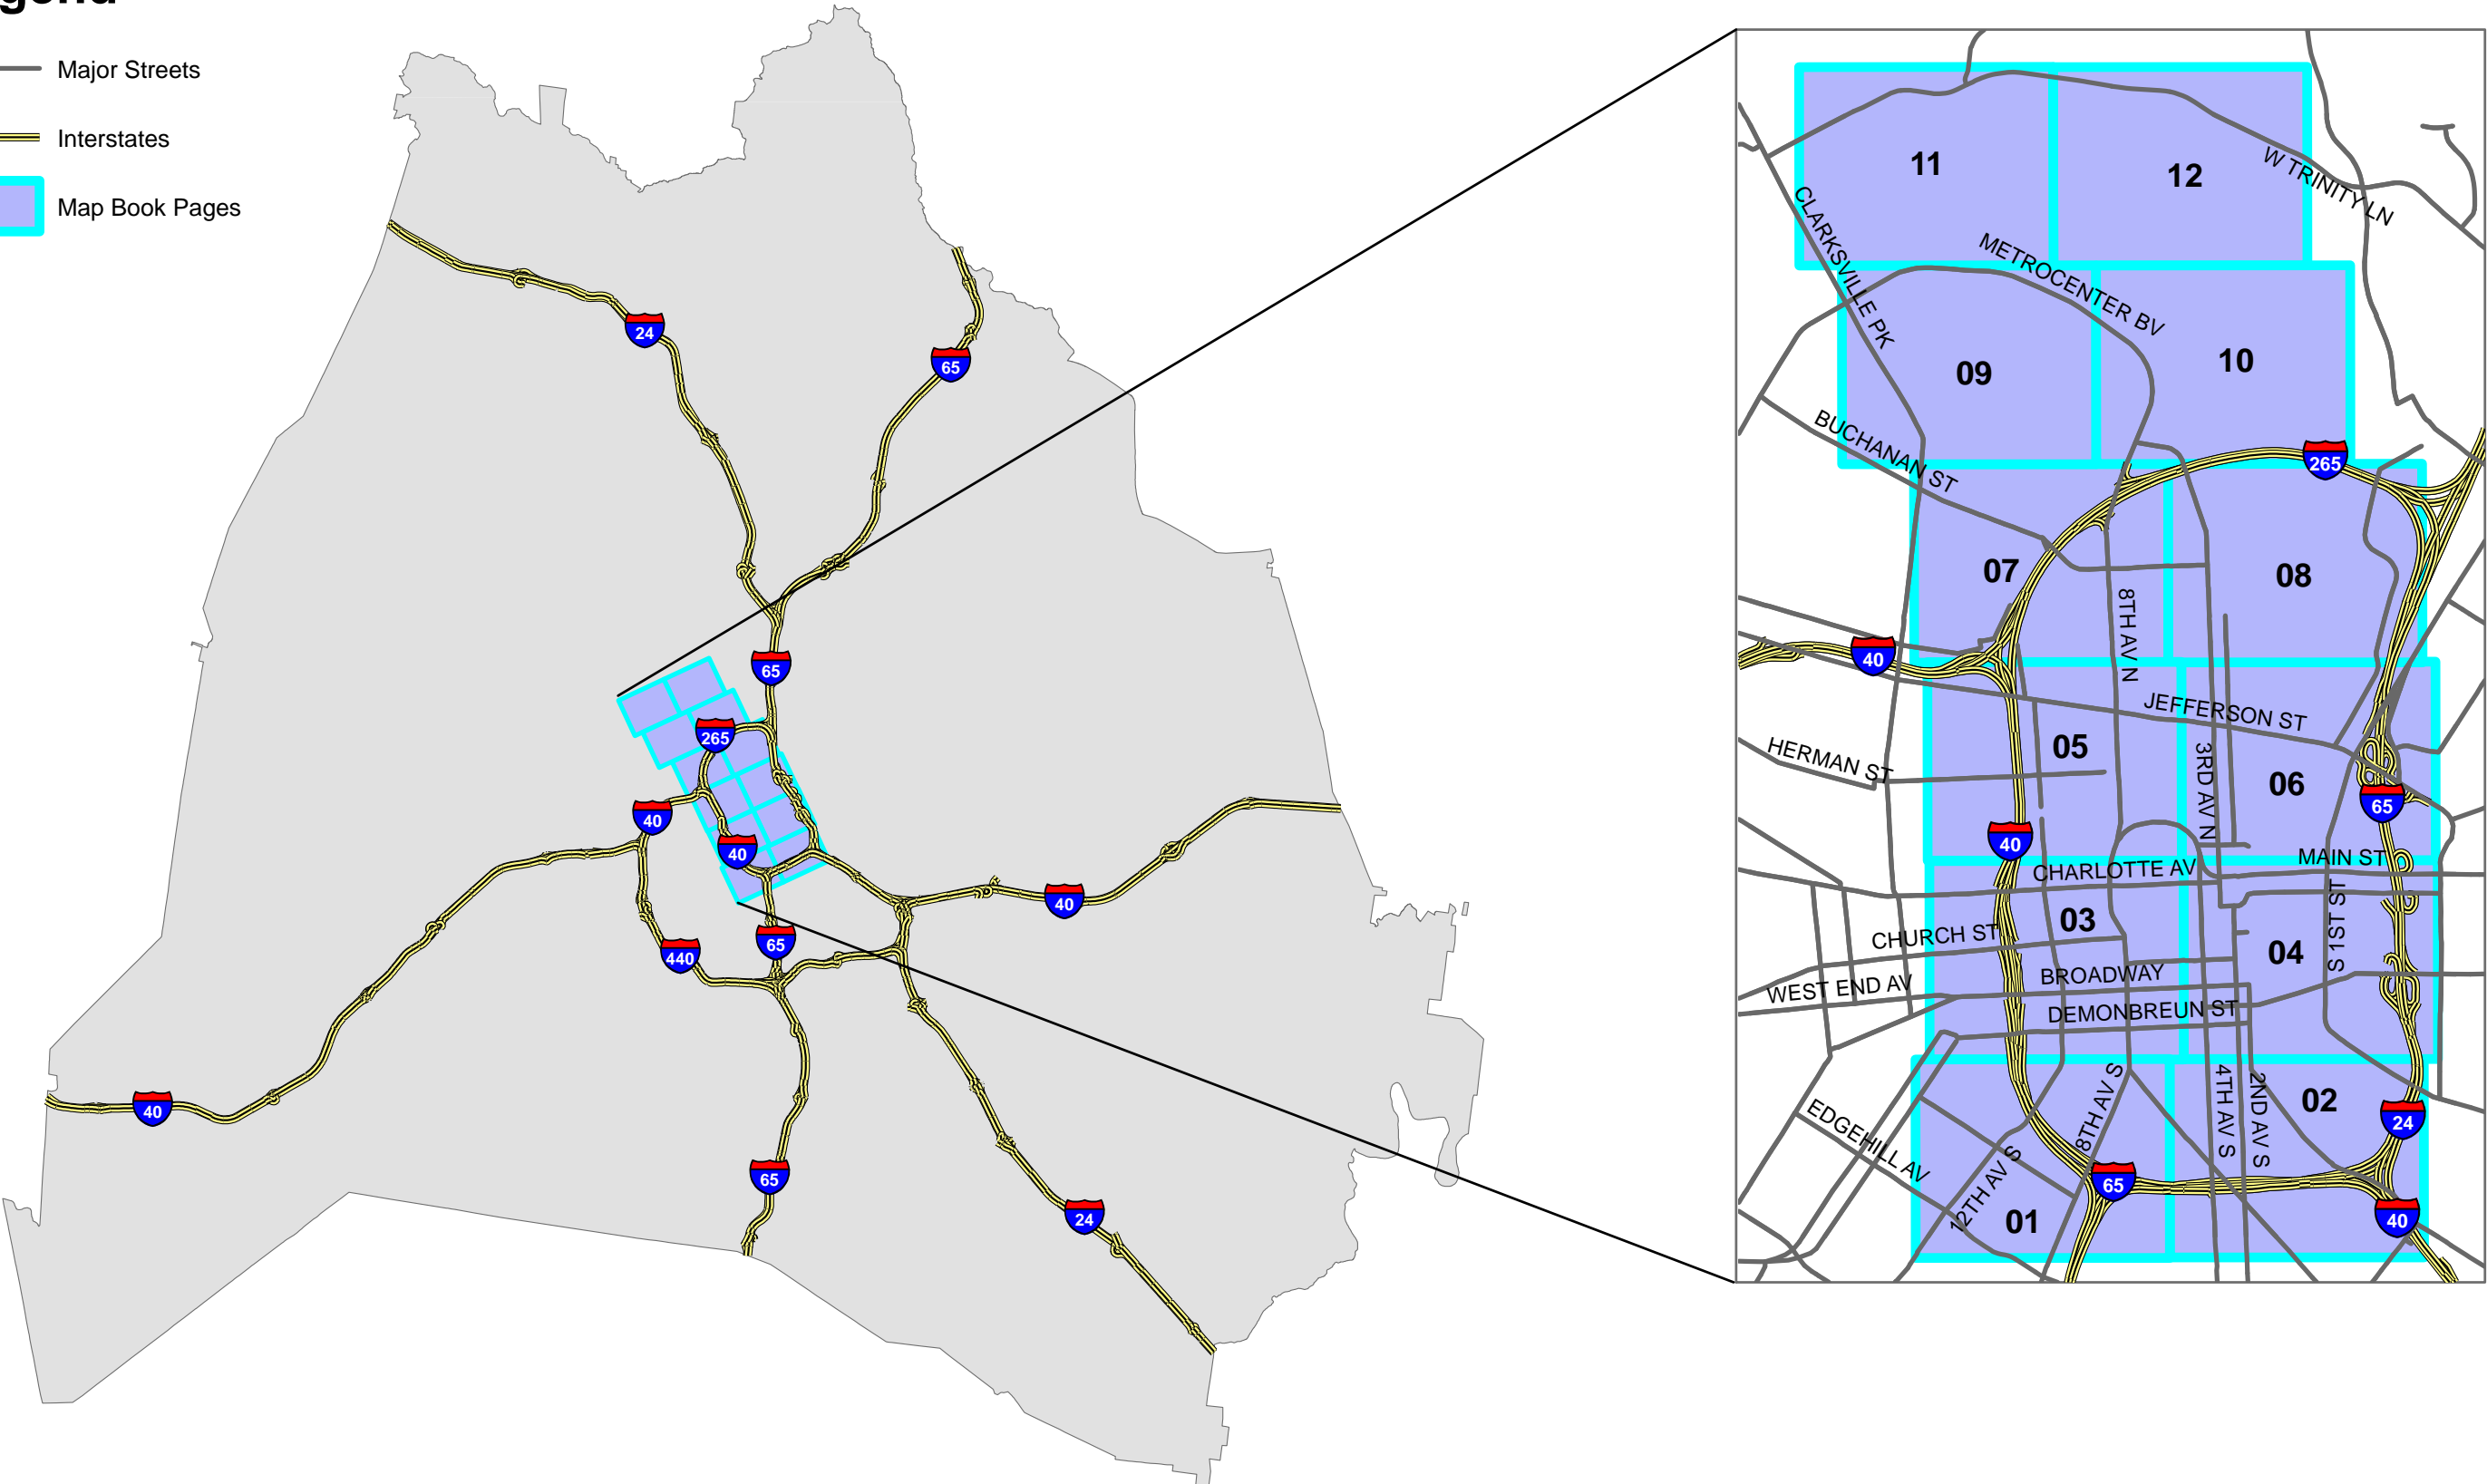 gend
Major Streets
Interstates
Map Book Pages
24
65
65
265
40
40
40
65
440
40
65
24
11
12
W TRINITY LN
CLARKSVILLE PK
METROCENTER BV
09
10
BUCHANAN ST
265
07
08
8TH AV N
40
JEFFERSON ST
HERMAN ST
05
3RD AV N
06
65
40
MAIN ST
CHARLOTTE AV
03
S 1ST ST
CHURCH ST
04
BROADWAY
WEST END AV
DEMONBREUN ST
EDGEHILL AV
8TH AV S
4TH AV S
2ND AV S
02
24
12TH AV S
65
01
40